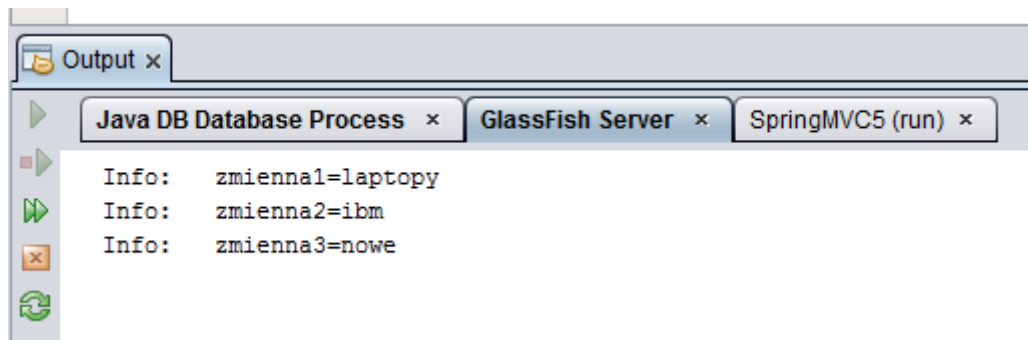 Output
Java DB Database Process GlassFish Server SpringMVC5 (run)
Info: zmienna1=laptopy
Info: zmienna2=ibm
Info: zmienna3=nowe